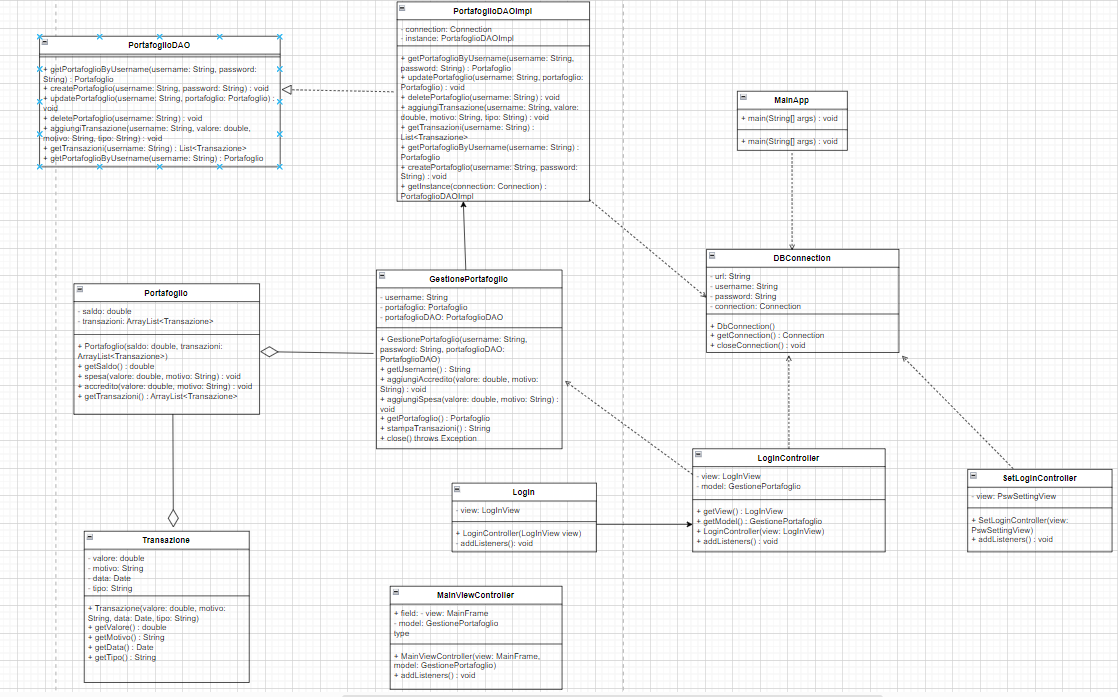 PortafoglioDAO
+ getPortafoglioByUsername(username: String, password:
String) : Portafoglio
+ createPortafoglio(username: String, password: String) : void
+ updatePortafoglio(username: String, portafoglio: Portafoglio) :
void
+ deletePortafoglio(username: String) : void
+ aggiungiTransazione(username: String, valore: double,
motivo: String, tipo: String) : void
+ getTransazioni(username: String) : List<Transazione>
+ getPortafoglioByUsername(username: String) : Portafoglio
PortafoglioDAOImpl
- connection: Connection
- instance: PortafoglioDAOImpl
+ getPortafoglioByUsername(username: String,
password: String) : Portafoglio
+ updatePortafoglio(username: String, portafoglio:
Portafoglio) : void
+ deletePortafoglio(username: String) : void
+ aggiungiTransazione(username: String, valore:
double, motivo: String, tipo: String) : void
+ getTransazioni(username: String) :
List<Transazione>
+ getPortafoglioByUsername(username: String) :
Portafoglio
+ createPortafoglio(username: String, password:
String) : void
+ getInstance(connection: Connection) :
PortafoglioDAOImpl
MainApp
+ main(String[] args) : void
+ main(String[] args) : void
DBConnection
- url: String
- username: String
- password: String
- connection: Connection
+ DbConnection()
+ getConnection() : Connection
+ closeConnection() : void
Portafoglio
- saldo: double
- transazioni: ArrayList<Transazione>
+ Portafoglio(saldo: double, transazioni:
ArrayList<Transazione>)
+ getSaldo() : double
+ spesa(valore: double, motivo: String) : void
+ accredito(valore: double, motivo: String) : void
+ getTransazioni() : ArrayList<Transazione>
GestionePortafoglio
- username: String
- portafoglio: Portafoglio
- portafoglioDAO: PortafoglioDAO
+ GestionePortafoglio(username: String,
password: String, portafoglioDAO:
PortafoglioDAO)
+ getUsername() : String
+ aggiungiAccredito(valore: double, motivo:
String) : void
+ aggiungiSpesa(valore: double, motivo: String) :
void
+ getPortafoglio() : Portafoglio
+ stampaTransazioni() : String
+ close() throws Exception
LogInController
- view: LogInView
- model: GestionePortafoglio
+ getView() : LogInView
+ getModel() : GestionePortafoglio
+ LogInController(view: LogInView)
+ addListeners() : void
SetLogInController
- view: PswSettingView
+ SetLogInController(view:
PswSettingView)
+ addListeners() : void
LogIn
- view: LogInView
+ LogInController(LogInView view)
- addListeners(): void
Transazione
- valore: double
- motivo: String
- data: Date
- tipo: String
+ Transazione(valore: double, motivo:
String, data: Date, tipo: String)
+ getValore() : double
+ getMotivo() : String
+ getData() : Date
+ getTipo() : String
MainViewController
+ field: - view: MainFrame
- model: GestionePortafoglio
type
+ MainViewController(view: MainFrame,
model: GestionePortafoglio)
+ addListeners() : void